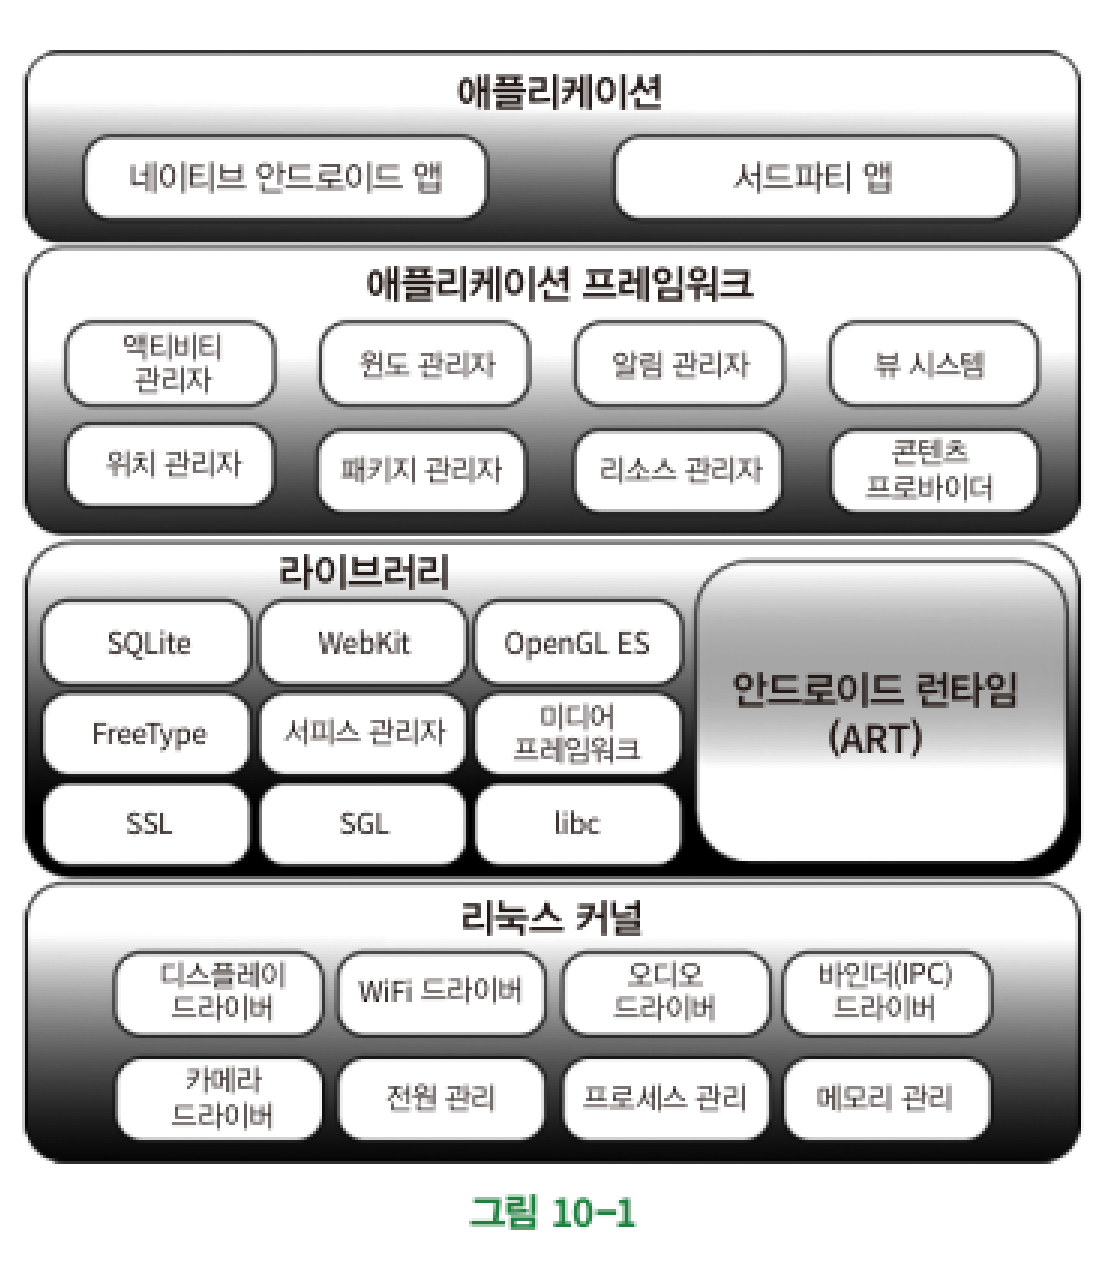 애플리케이션
네이티브 안드로이드 앱
서드파티 앱
애플리케이션 프레임워크
액티비티
관리자
윈도 관리자
알림 관리자
뷰 시스템
위치 관리자
패키지 관리자
리소스 관리자
콘텐츠
프로바이더
라이브러리
SQLite
WebKit
OpenGL ES
FreeType
서피스 관리자
미디어
프레임워크
SSL
SGL
libc
안드로이드 런타임
(ART)
리눅스 커널
디스플레이
드라이버
WiFi 드라이버
오디오
드라이버
바인더(IPC)
드라이버
카메라
드라이버
전원 관리
프로세스 관리
메모리 관리
그림 10-1